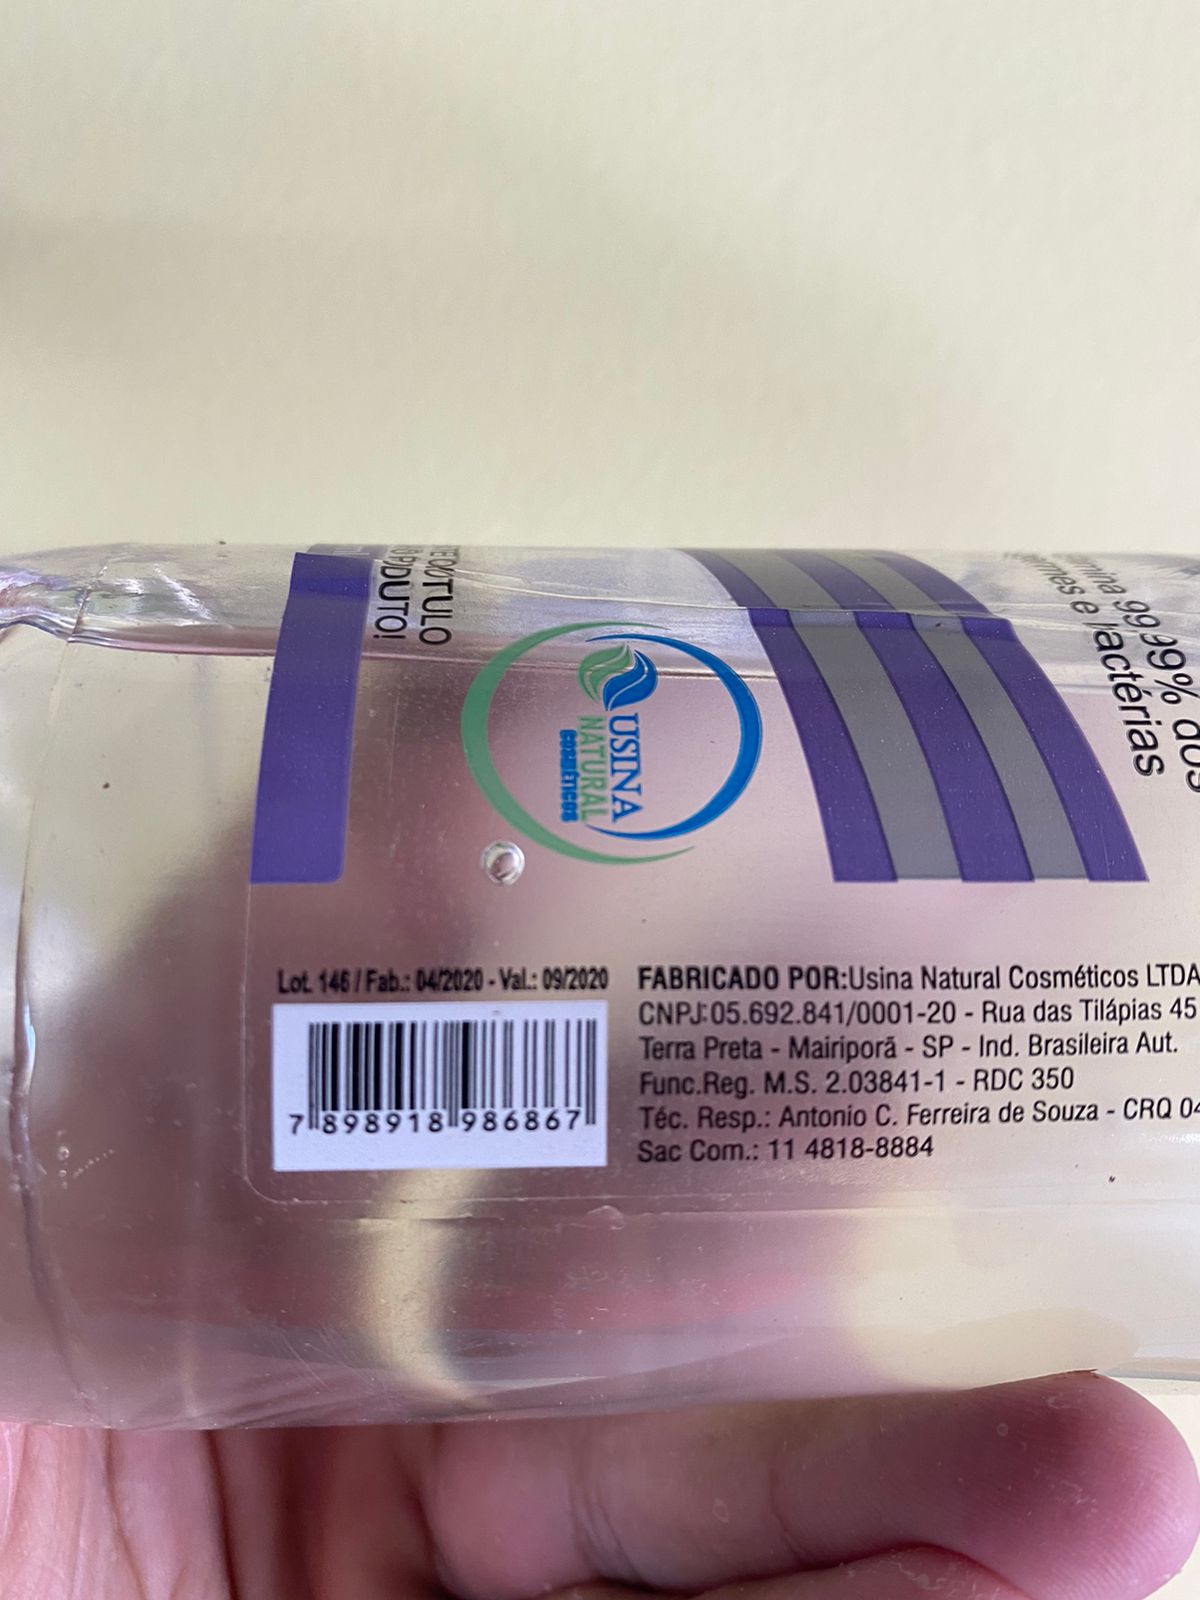 USINA
NATURAL
COSMÉTICOS
99,99% dos
germes e bactérias
Lot. 146 / Fab.: 04/2020 - Val.: 09/2020
7 898918 986867
FABRICADO POR:Usina Natural Cosméticos LTDA
CNPJ:05.692.841/0001-20 - Rua das Tilápias 45
Terra Preta - Mairiporã - SP - Ind. Brasileira Aut.
Func.Reg. M.S. 2.03841-1 - RDC 350
Téc. Resp.: Antonio C. Ferreira de Souza - CRQ 04
Sac Com.: 11 4818-8884